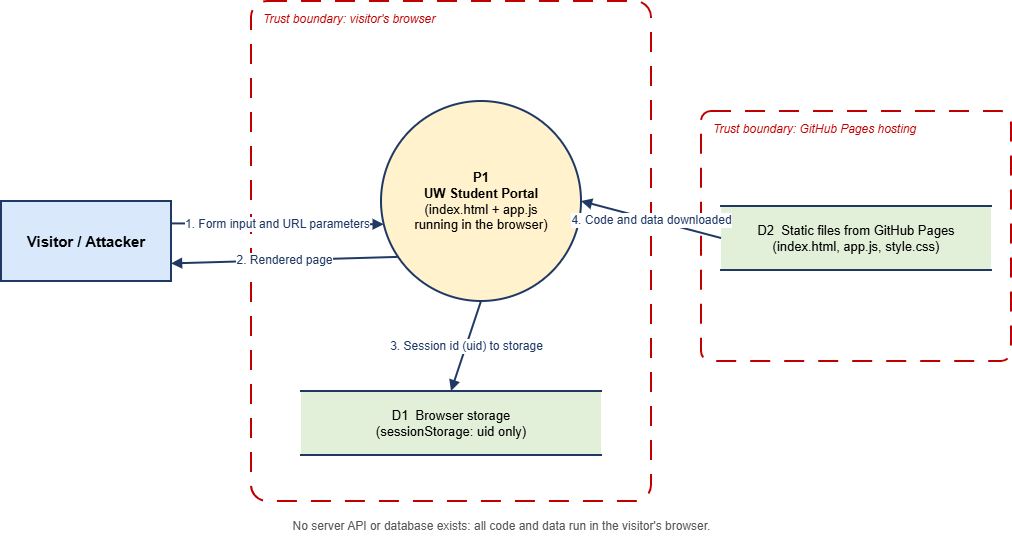 Trust boundary: visitor's browser
Trust boundary: GitHub Pages hosting
P1
UW Student Portal
(index.html + app.js
running in the browser)
Visitor / Attacker
1. Form input and URL parameters
2. Rendered page
4. Code and data downloaded
D2 Static files from GitHub Pages
(index.html, app.js, style.css)
3. Session id (uid) to storage
D1 Browser storage
(sessionStorage: uid only)
No server API or database exists: all code and data run in the visitor's browser.